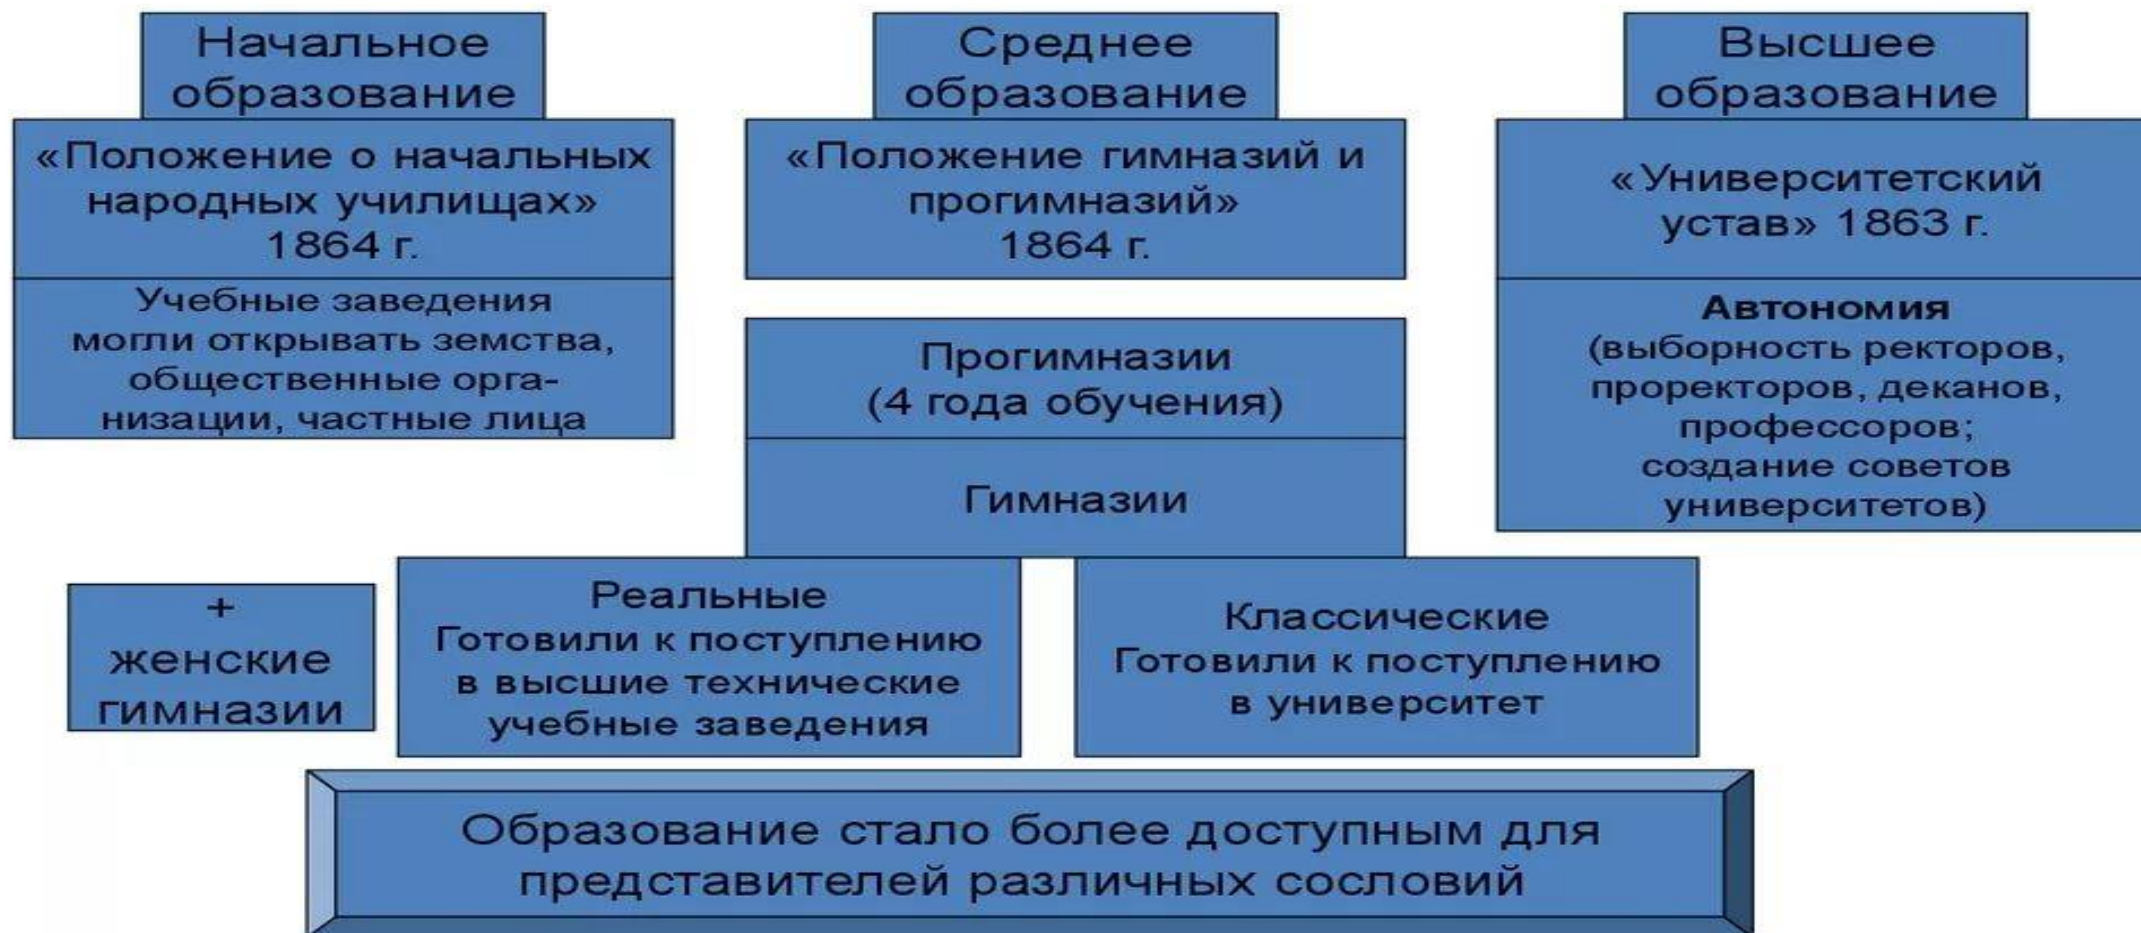 Начальное
образование
«Положение о начальных
народных училищах»
1864 г.
Учебные заведения
могли открывать земства,
общественные орга-
низации, частные лица
Среднее
образование
«Положение гимназий и
прогимназий»
1864 г.
Прогимназии
(4 года обучения)
Гимназии
Высшее
образование
«Университетский
устав» 1863 г.
Автономия
(выборность ректоров,
проректоров, деканов,
профессоров;
создание советов
университетов)
+
женские
гимназии
Реальные
Готовили к поступлению
в высшие технические
учебные заведения
Классические
Готовили к поступлению
в университет
Образование стало более доступным для
представителей различных сословий